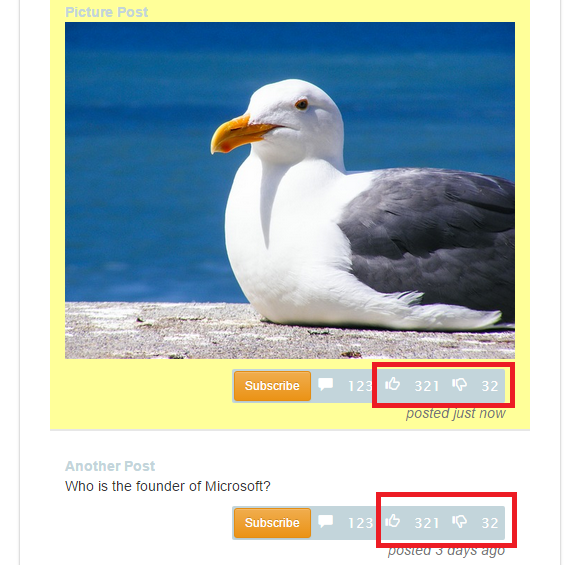 Picture Post
Subscribe 123 321 32
posted just now
Another Post
Who is the founder of Microsoft?
Subscribe 123 321 32
posted 3 days ago